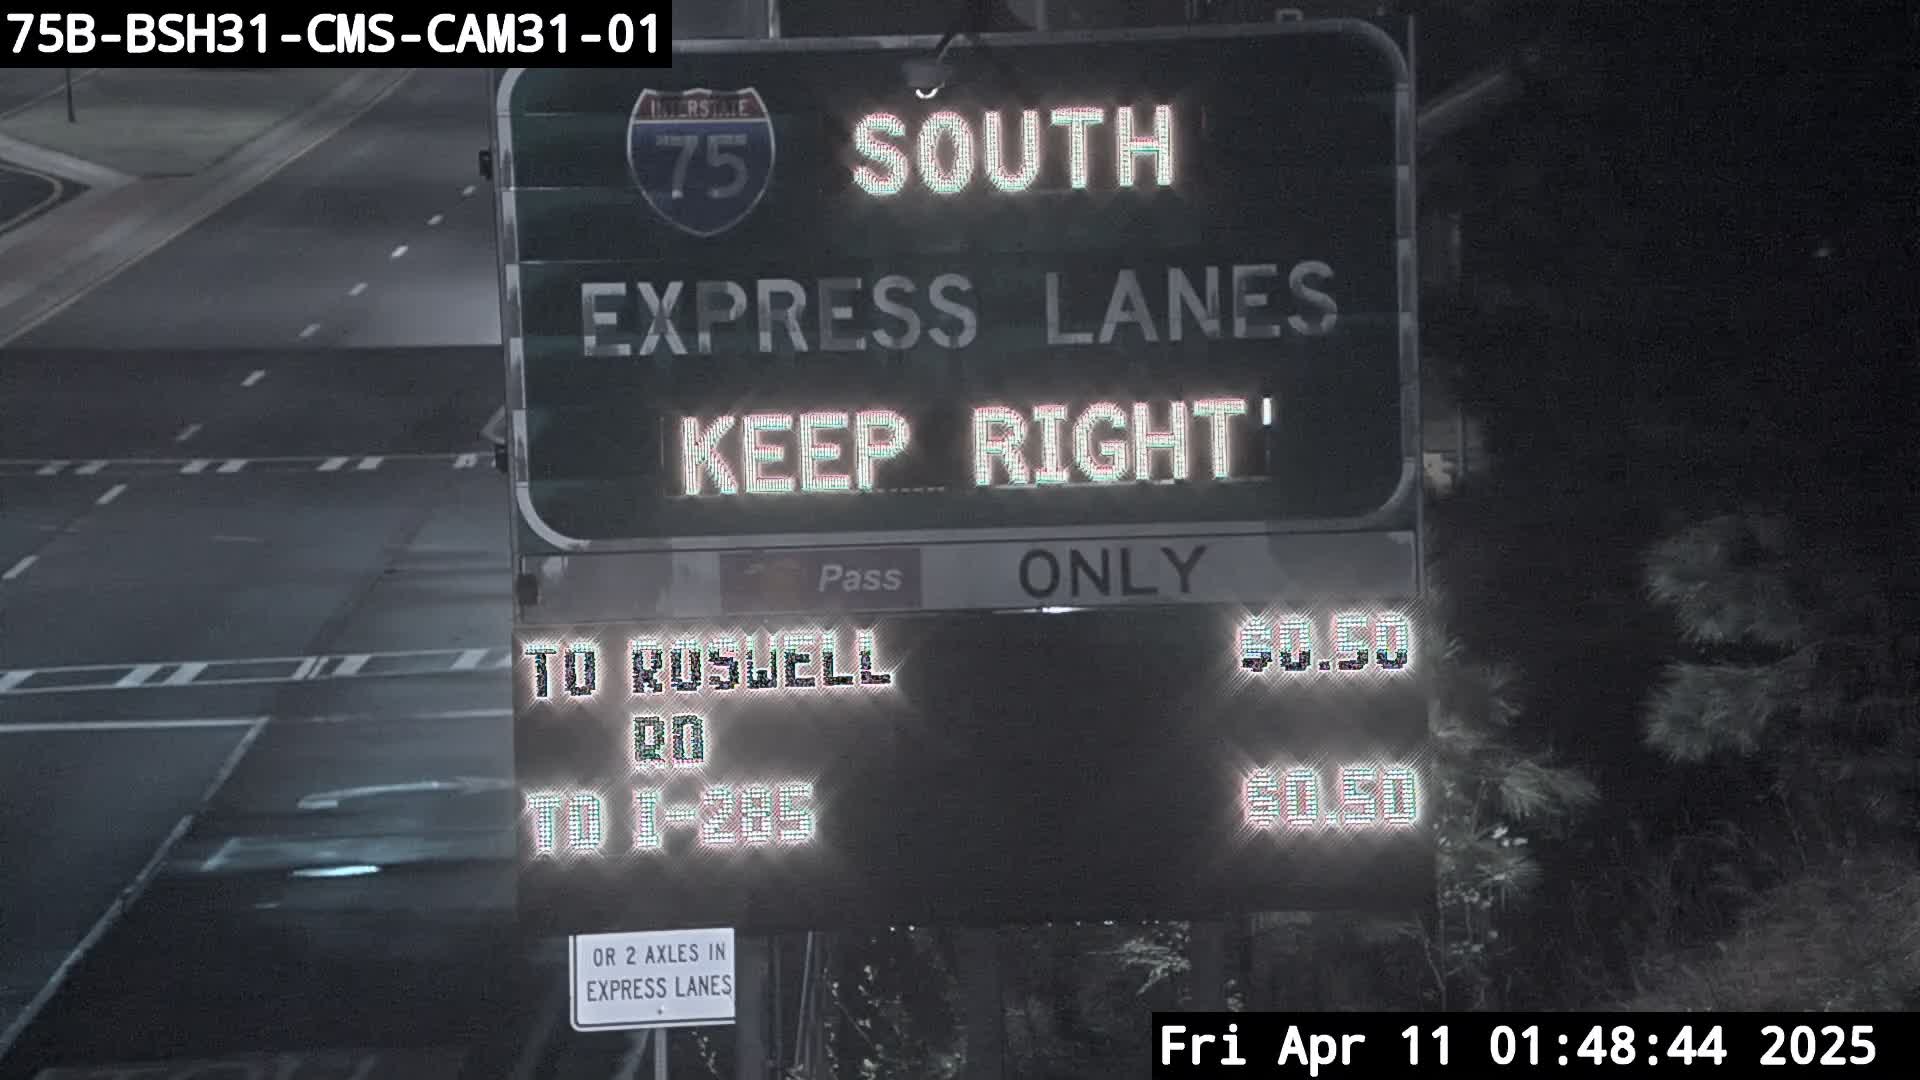 75B-BSH31-CMS-CAM31-01
INTERSTATE
75
SOUTH
EXPRESS LANES
KEEP RIGHT
Pass ONLY
TO ROSWELL $0.50
RD
TO I-285 $0.50
OR 2 AXLES IN
EXPRESS LANES
Fri Apr 11 01:48:44 2025